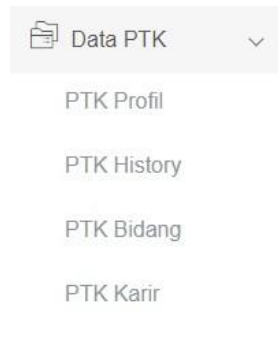 Data PTK
PTK Profil
PTK History
PTK Bidang
PTK Karir